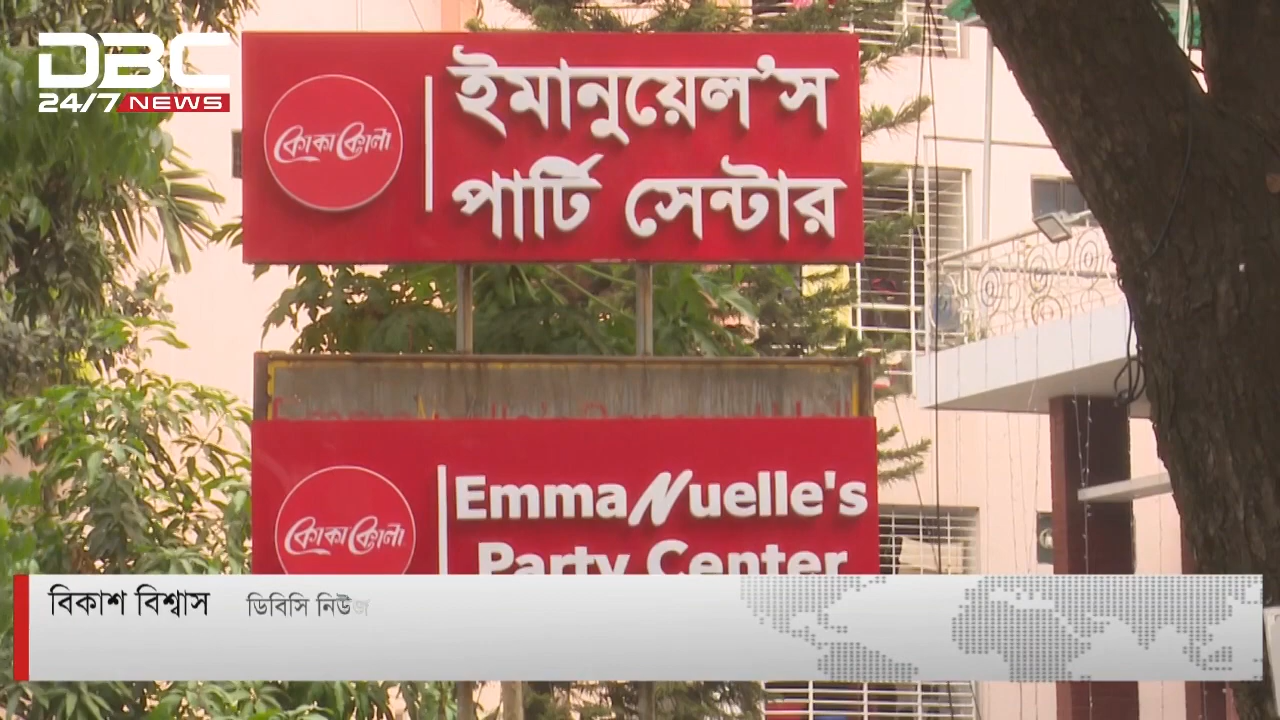 DBC
24/7 NEWS
ইমানুয়েল'স
পার্টি সেন্টার
কোকা কোলা
EmmaNuelle's
Party Center
কোকা কোলা
বিকাশ বিশ্বাস ডিবিসি নিউজ